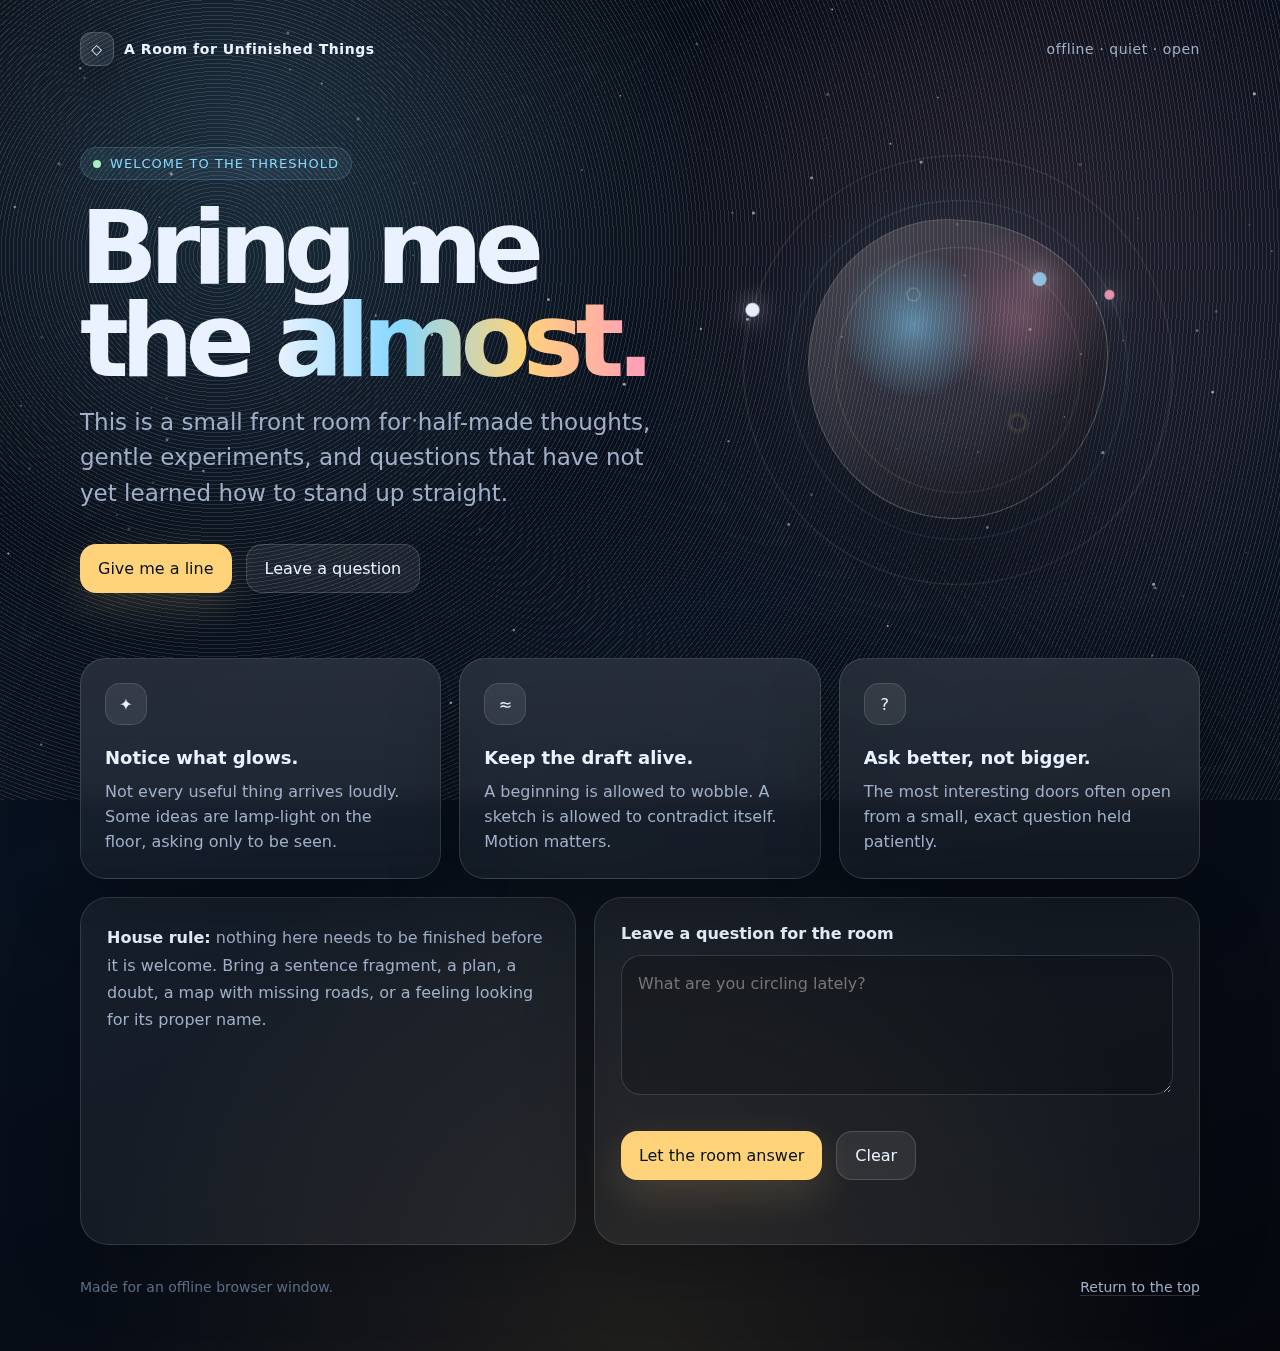 ◇ A Room for Unfinished Things
offline · quiet · open
WELCOME TO THE THRESHOLD
Bring me
the almost.
This is a small front room for half-made thoughts,
gentle experiments, and questions that have not
yet learned how to stand up straight.
Give me a line
Leave a question
✦
Notice what glows.
Not every useful thing arrives loudly.
Some ideas are lamp-light on the
floor, asking only to be seen.
≈
Keep the draft alive.
A beginning is allowed to wobble. A
sketch is allowed to contradict itself.
Motion matters.
?
Ask better, not bigger.
The most interesting doors often open
from a small, exact question held
patiently.
House rule: nothing here needs to be finished before
it is welcome. Bring a sentence fragment, a plan, a
doubt, a map with missing roads, or a feeling looking
for its proper name.
Leave a question for the room
What are you circling lately?
Let the room answer
Clear
Made for an offline browser window.
Return to the top